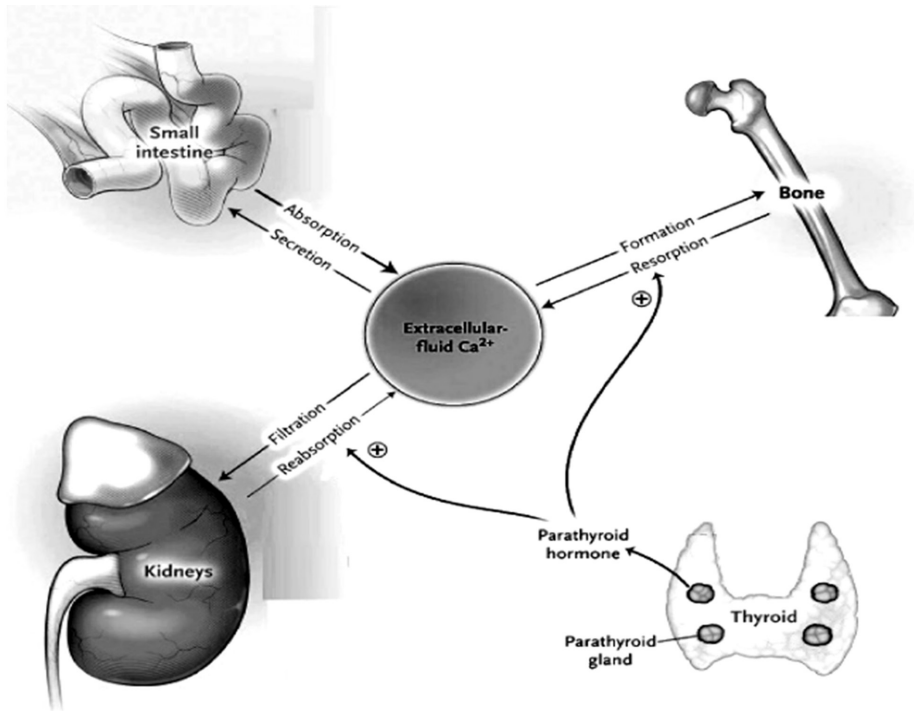 Small
intestine
Absorption
Secretion
Bone
Formation
Resorption
⊕
Extracellular-
fluid Ca²⁺
Filtration
Reabsorption
⊕
Kidneys
Parathyroid
hormone
Thyroid
Parathyroid
gland